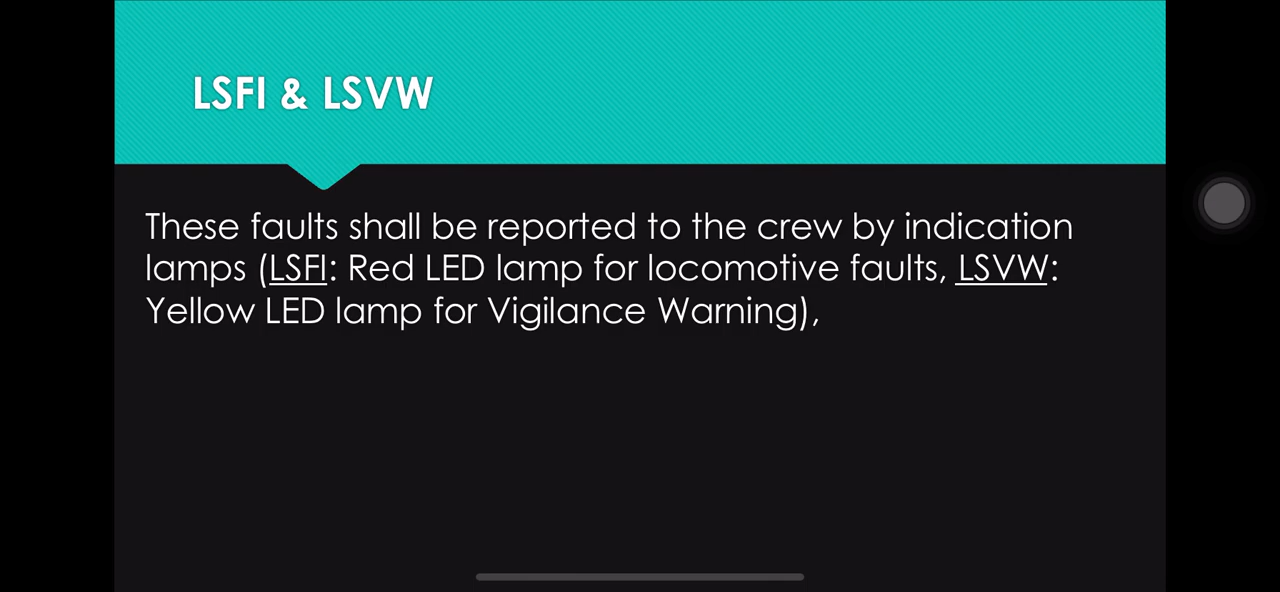 LSFI & LSVW
These faults shall be reported to the crew by indication
lamps (LSFI: Red LED lamp for locomotive faults, LSVW:
Yellow LED lamp for Vigilance Warning),